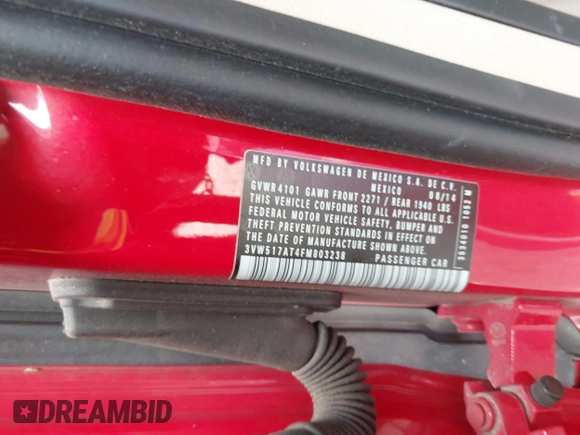 MFD BY VOLKSWAGEN DE MEXICO S.A. DE C.V.
MEXICO 08/14
GVWR 4101 GAWR FRONT 2271 / REAR 1940 LBS
THIS VEHICLE CONFORMS TO ALL APPLICABLE U.S.
FEDERAL MOTOR VEHICLE SAFETY, BUMPER AND
THEFT PREVENTION STANDARDS IN EFFECT
ON THE DATE OF MANUFACTURE SHOWN ABOVE.
3VW517AT4FM803238 PASSENGER CAR
DREAMBID